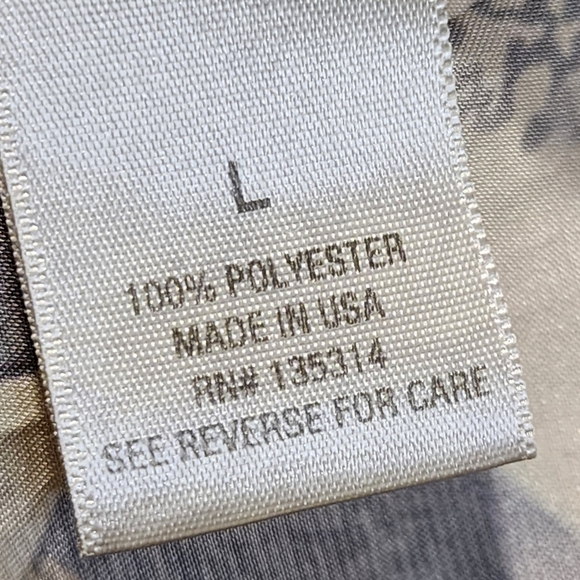 L
100% POLYESTER
MADE IN USA
RN# 135314
SEE REVERSE FOR CARE